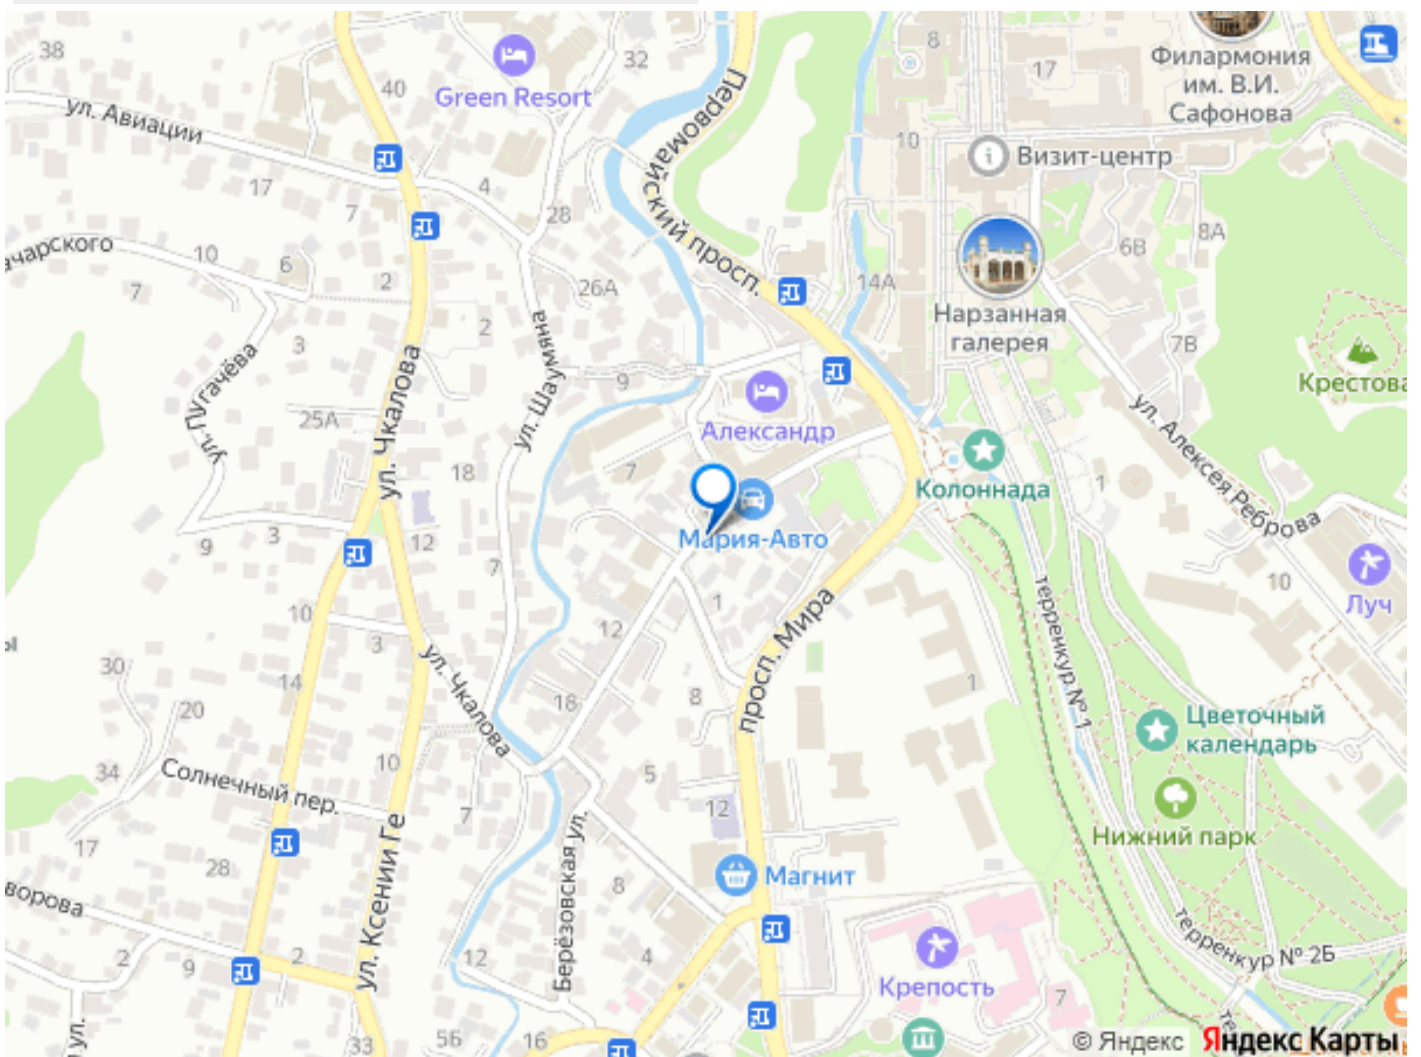 38
ул. Авиации
40
Green Resort
32
Первомайский просп.
8
17
Филармония
им. В.И.
Сафонова
10
Визит-центр
17
7
4
28
ачарского
10
6
7
2
26А
14А
6В
8А
Нарзанная
галерея
7В
Крестова
3
2
ул. Пугачёва
ул. Чкалова
ул. Шаумяна
9
25А
Александр
ул. Алексея Реброва
18
7
Колоннада
1
Мария-Авто
9
3
12
7
10
Луч
10
3
12
1
просп. Мира
терренкур № 1
ы
30
14
20
ул. Чкалова
18
8
1
Цветочный
календарь
34
Солнечный пер.
10
5
12
7
Нижний парк
17
28
ул. Ксении Ге
Берёзовская ул.
8
Магнит
ворова
2
9
2
12
4
терренкур № 2Б
Крепость
7
ул.
33
5Б
16
те
© Яндекс
Яндекс Карты